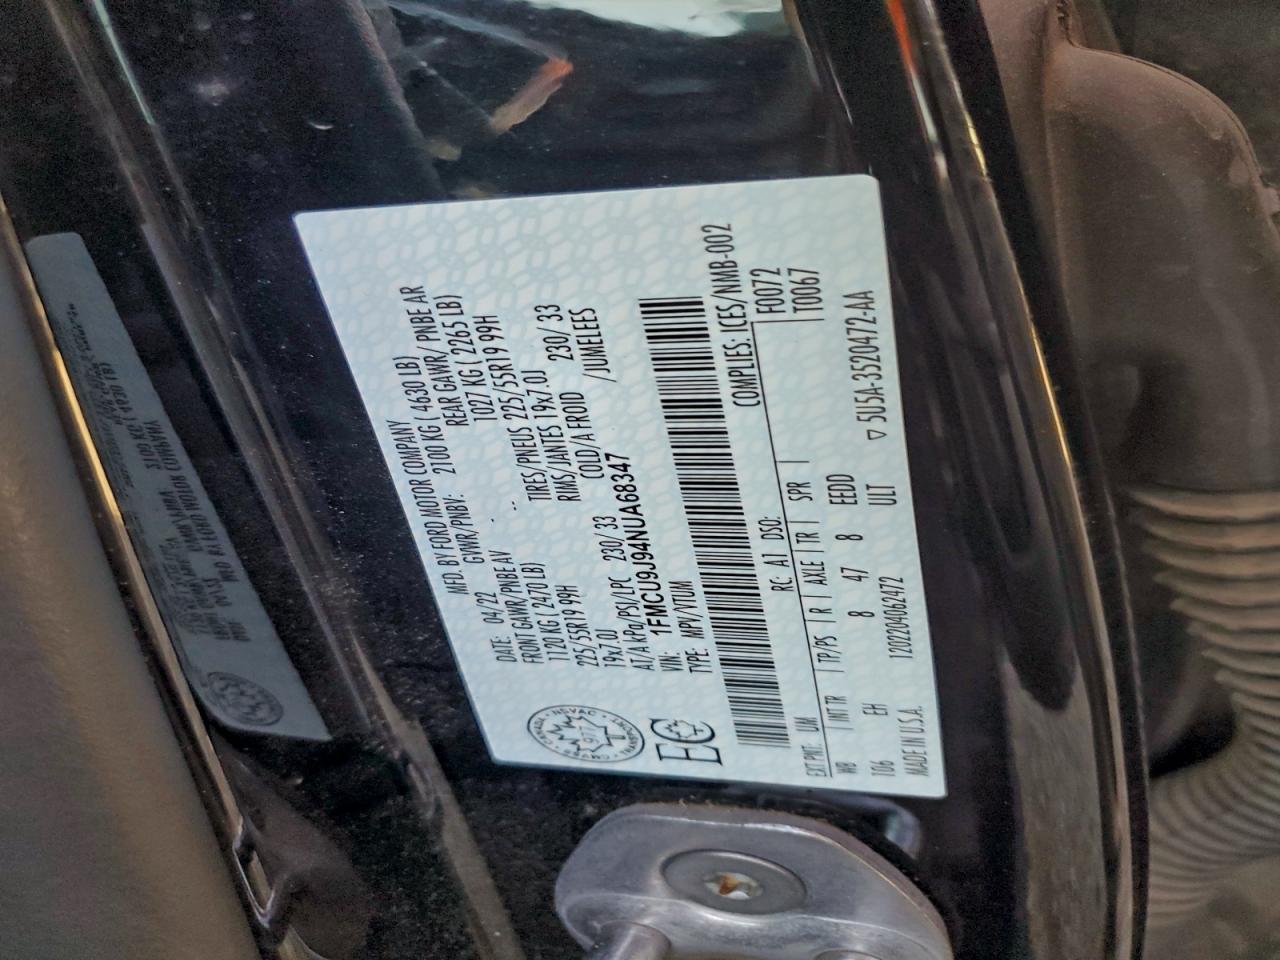 MFD. BY FORD MOTOR COMPANY
DATE: 04/22 GVWR/PNBV: 2100 KG ( 4630 LB)
FRONT GAWR/PNBE AV REAR GAWR/ PNBE AR
1120 KG ( 2470 LB) 1027 KG ( 2265 LB)
225/55R19 99H TIRES/PNEUS 225/55R19 99H
19x7.0J RIMS/JANTES 19x7.0J
AT/A kPa/PSI/LPC 230/ 33 COLD/A FROID 230/ 33
VIN: 1FMCU9J94NUA68347 /JUMELEES
TYPE: MPV/VTUM
COMPLIES: ICES/NMB-002
RC: A1 DSO: F0072
EXT PNT: UM T0067
WB INT TR TP/PS R AXLE TR SPR
106 EH 8 47 8 EEDD
MADE IN U.S.A. 1202204062472 ULT ▽ 5U5A-3520472-AA
EC
977